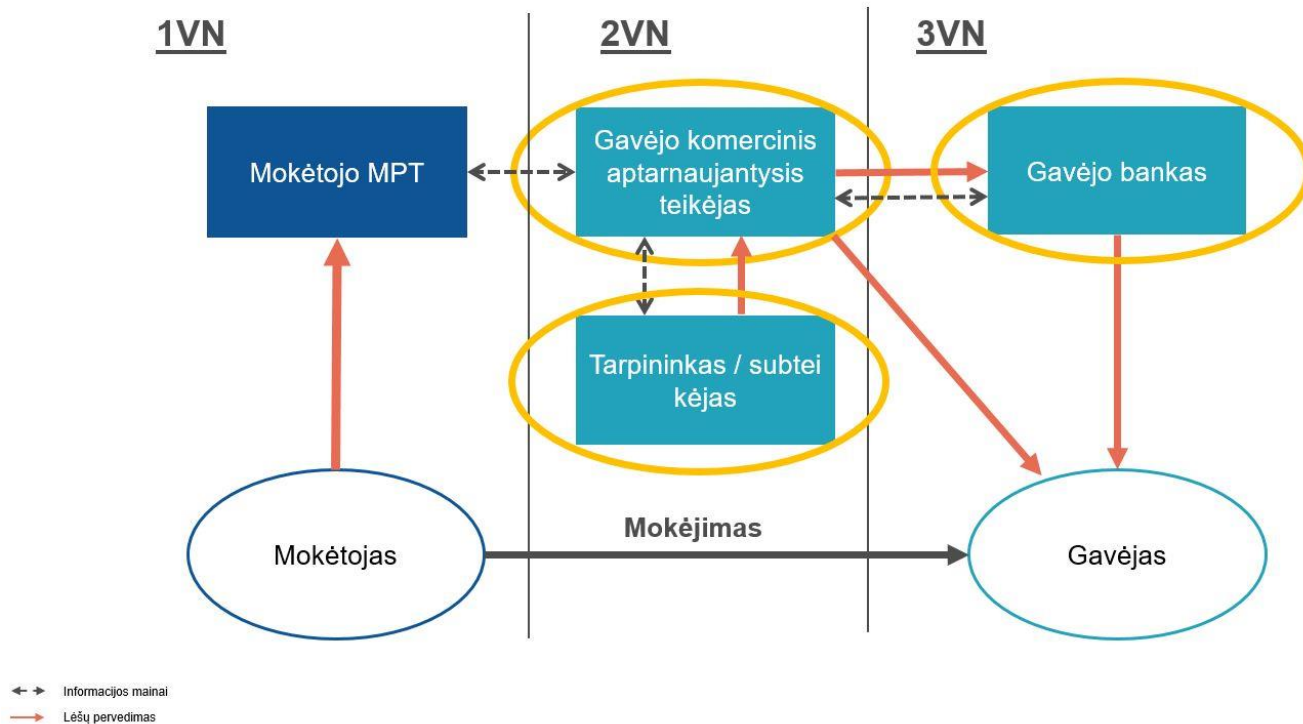 1VN
2VN
3VN
Mokėtojo MPT
Gavėjo komercinis
aptarnaujantysis
teikėjas
Gavėjo bankas
Tarpininkas / subtei
kėjas
Mokėjimas
Mokėtojas
Gavėjas
Informacijos mainai
Lėšų pervedimas